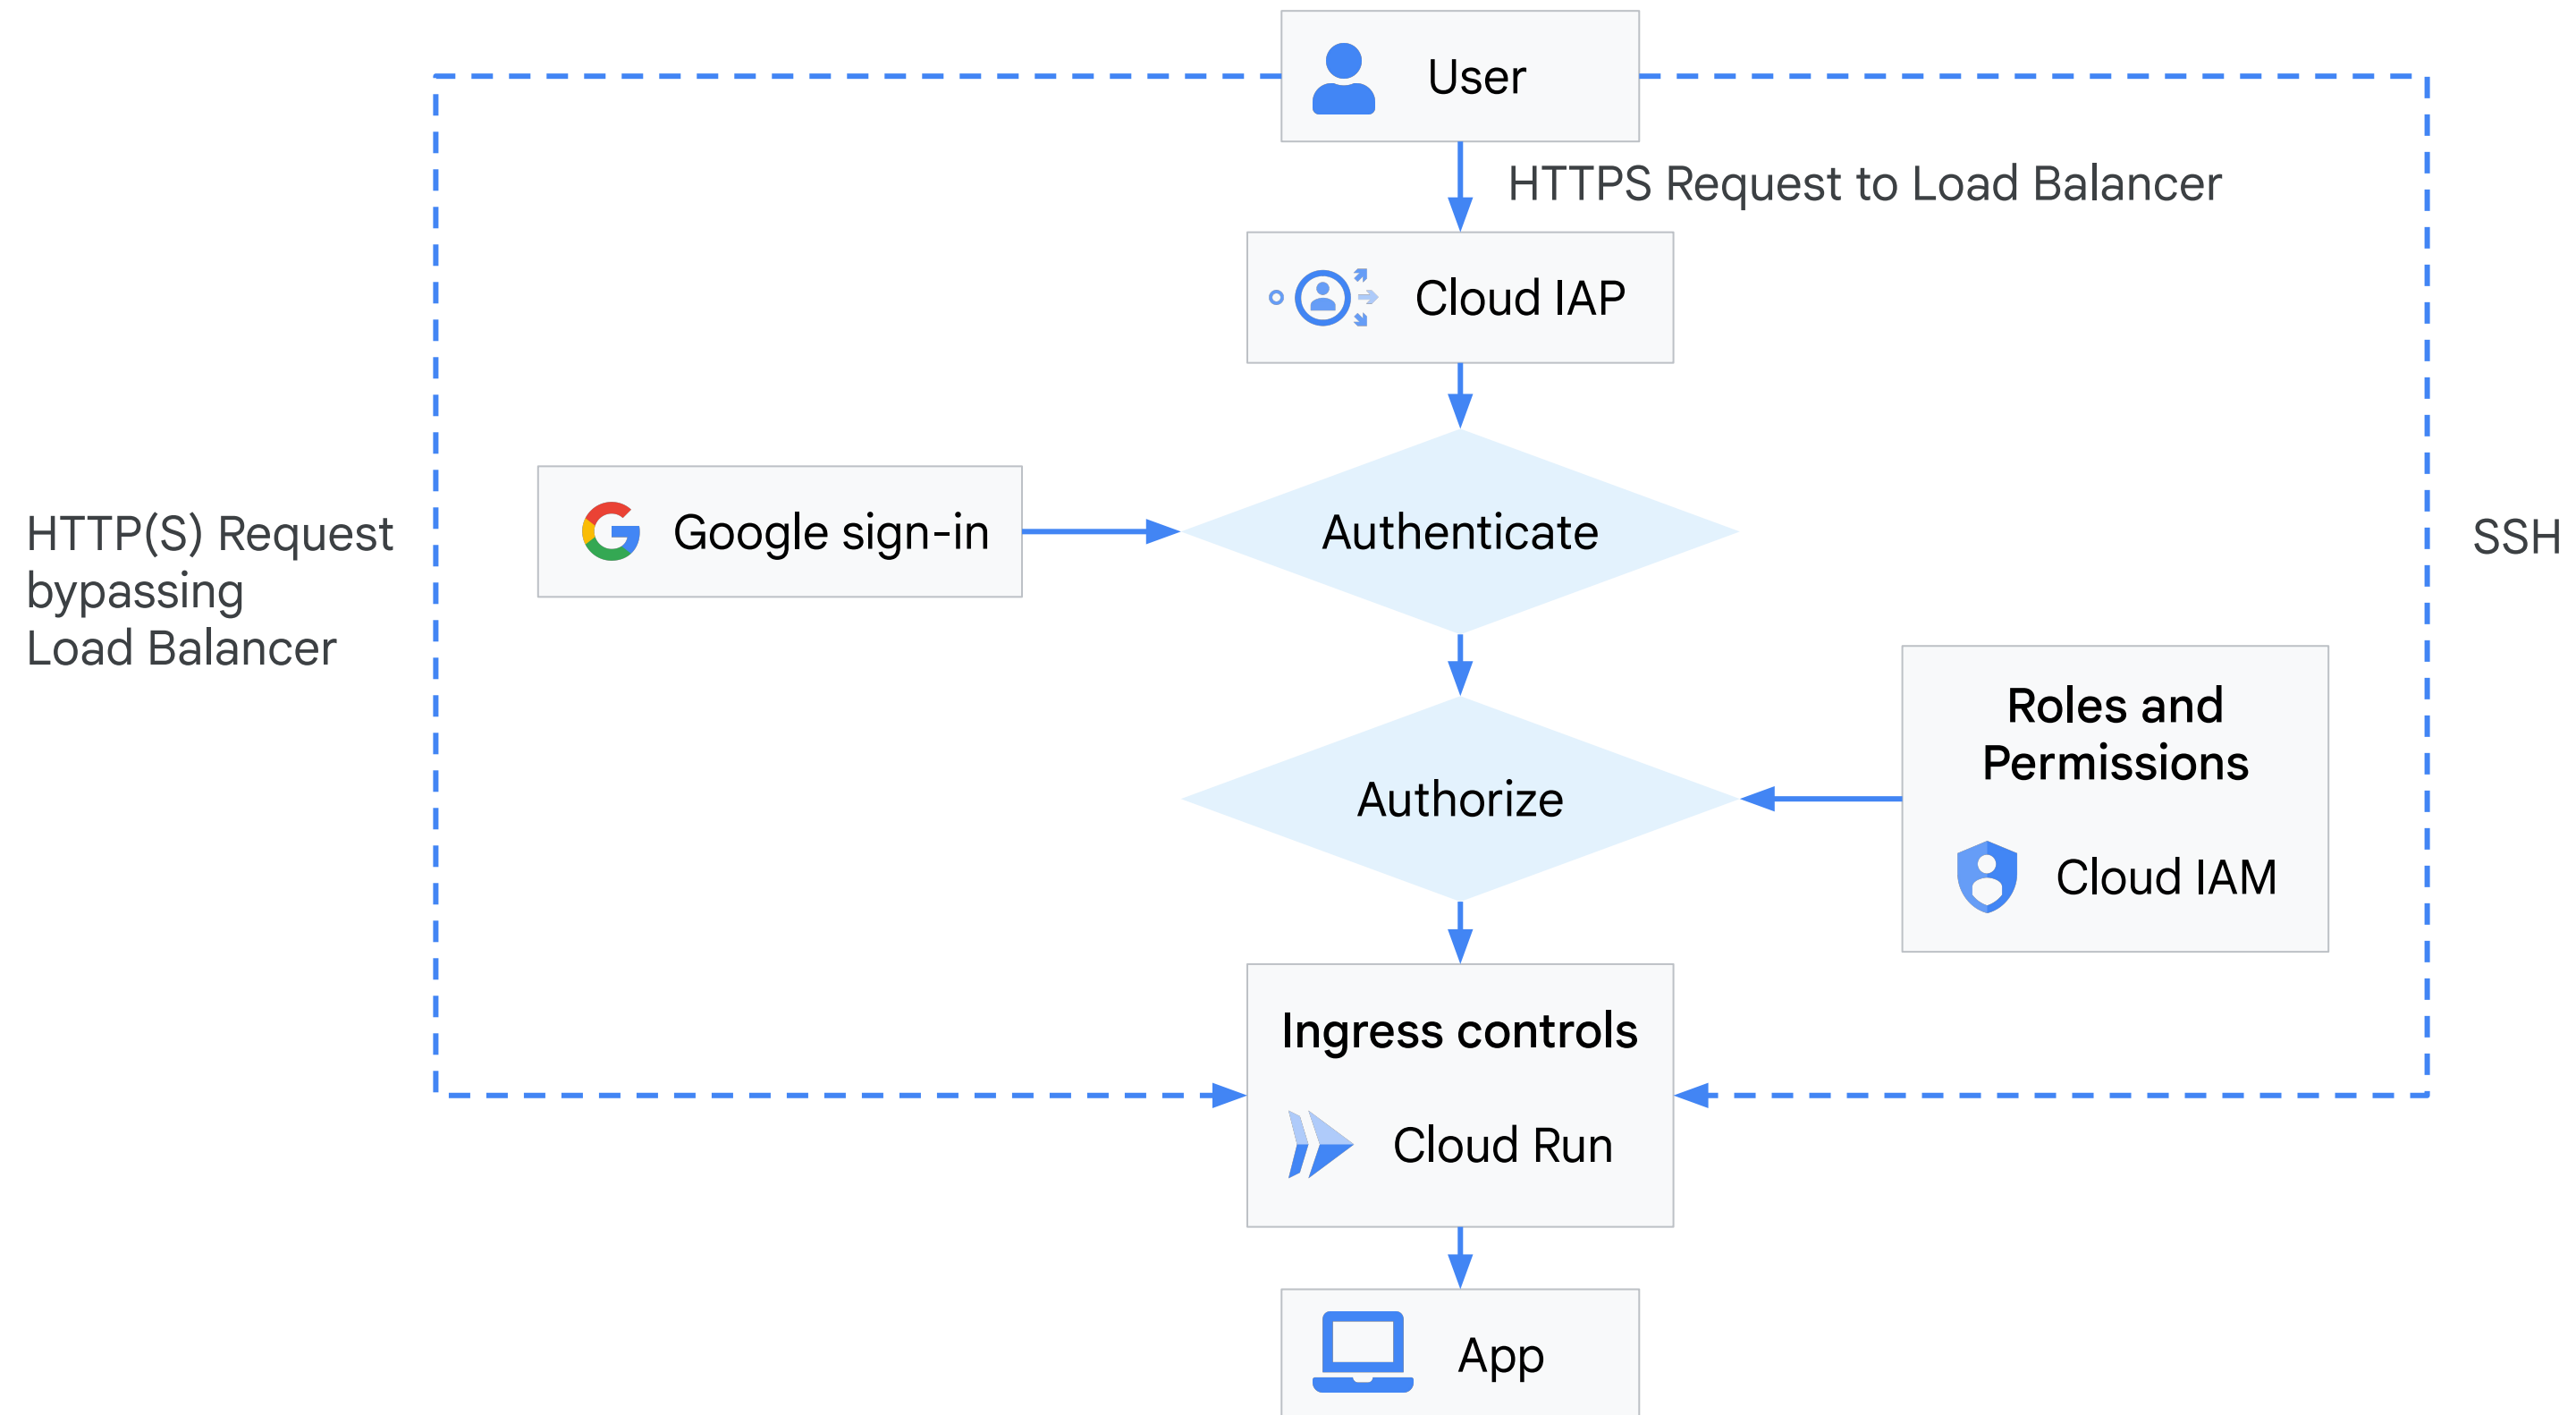 User
HTTPS Request to Load Balancer
Cloud IAP
Google sign-in
Authenticate
HTTP(S) Request
bypassing
Load Balancer
SSH
Roles and
Permissions
Cloud IAM
Authorize
Ingress controls
Cloud Run
App